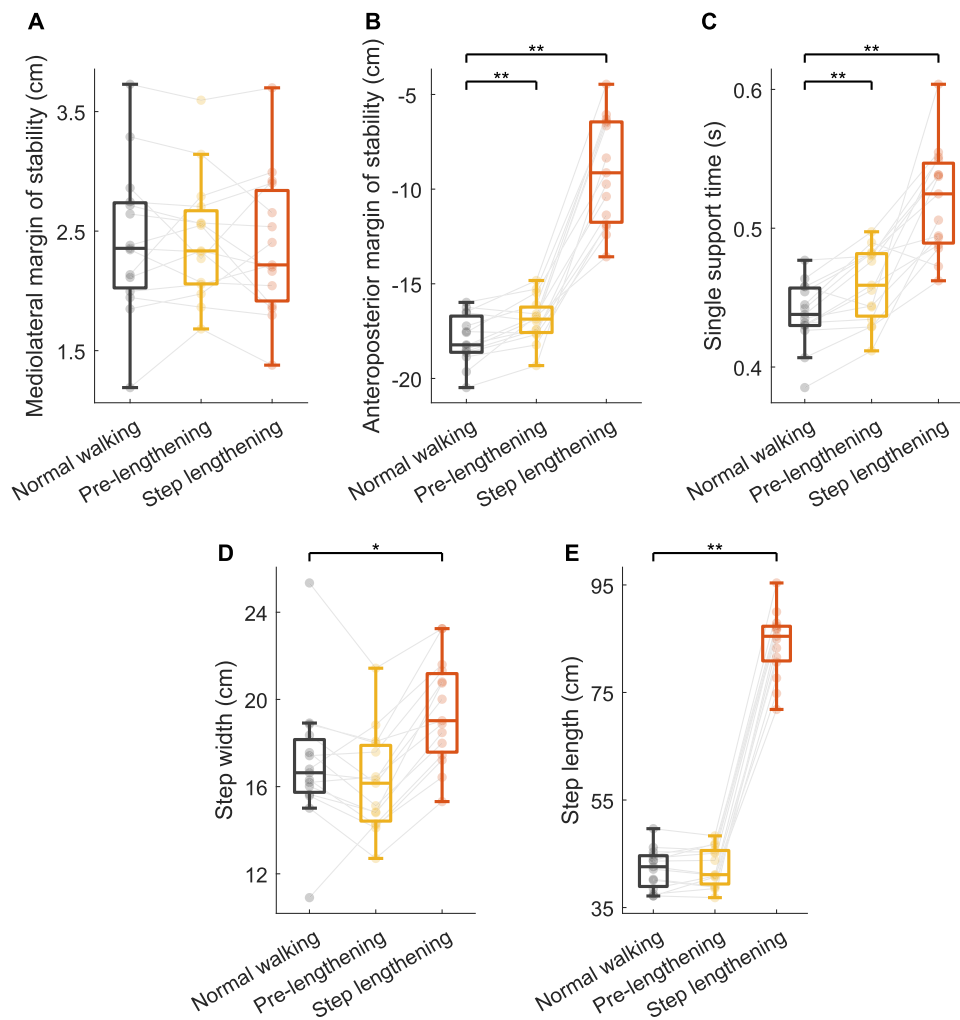 A
Mediolateral margin of stability (cm)
3.5
2.5
1.5
Normal walking
Pre-lengthening
Step lengthening
B
Anteroposterior margin of stability (cm)
**
**
-5
-10
-15
-20
Normal walking
Pre-lengthening
Step lengthening
C
Single support time (s)
**
**
0.6
0.5
0.4
Normal walking
Pre-lengthening
Step lengthening
D
Step width (cm)
*
24
20
16
12
Normal walking
Pre-lengthening
Step lengthening
E
Step length (cm)
**
95
75
55
35
Normal walking
Pre-lengthening
Step lengthening